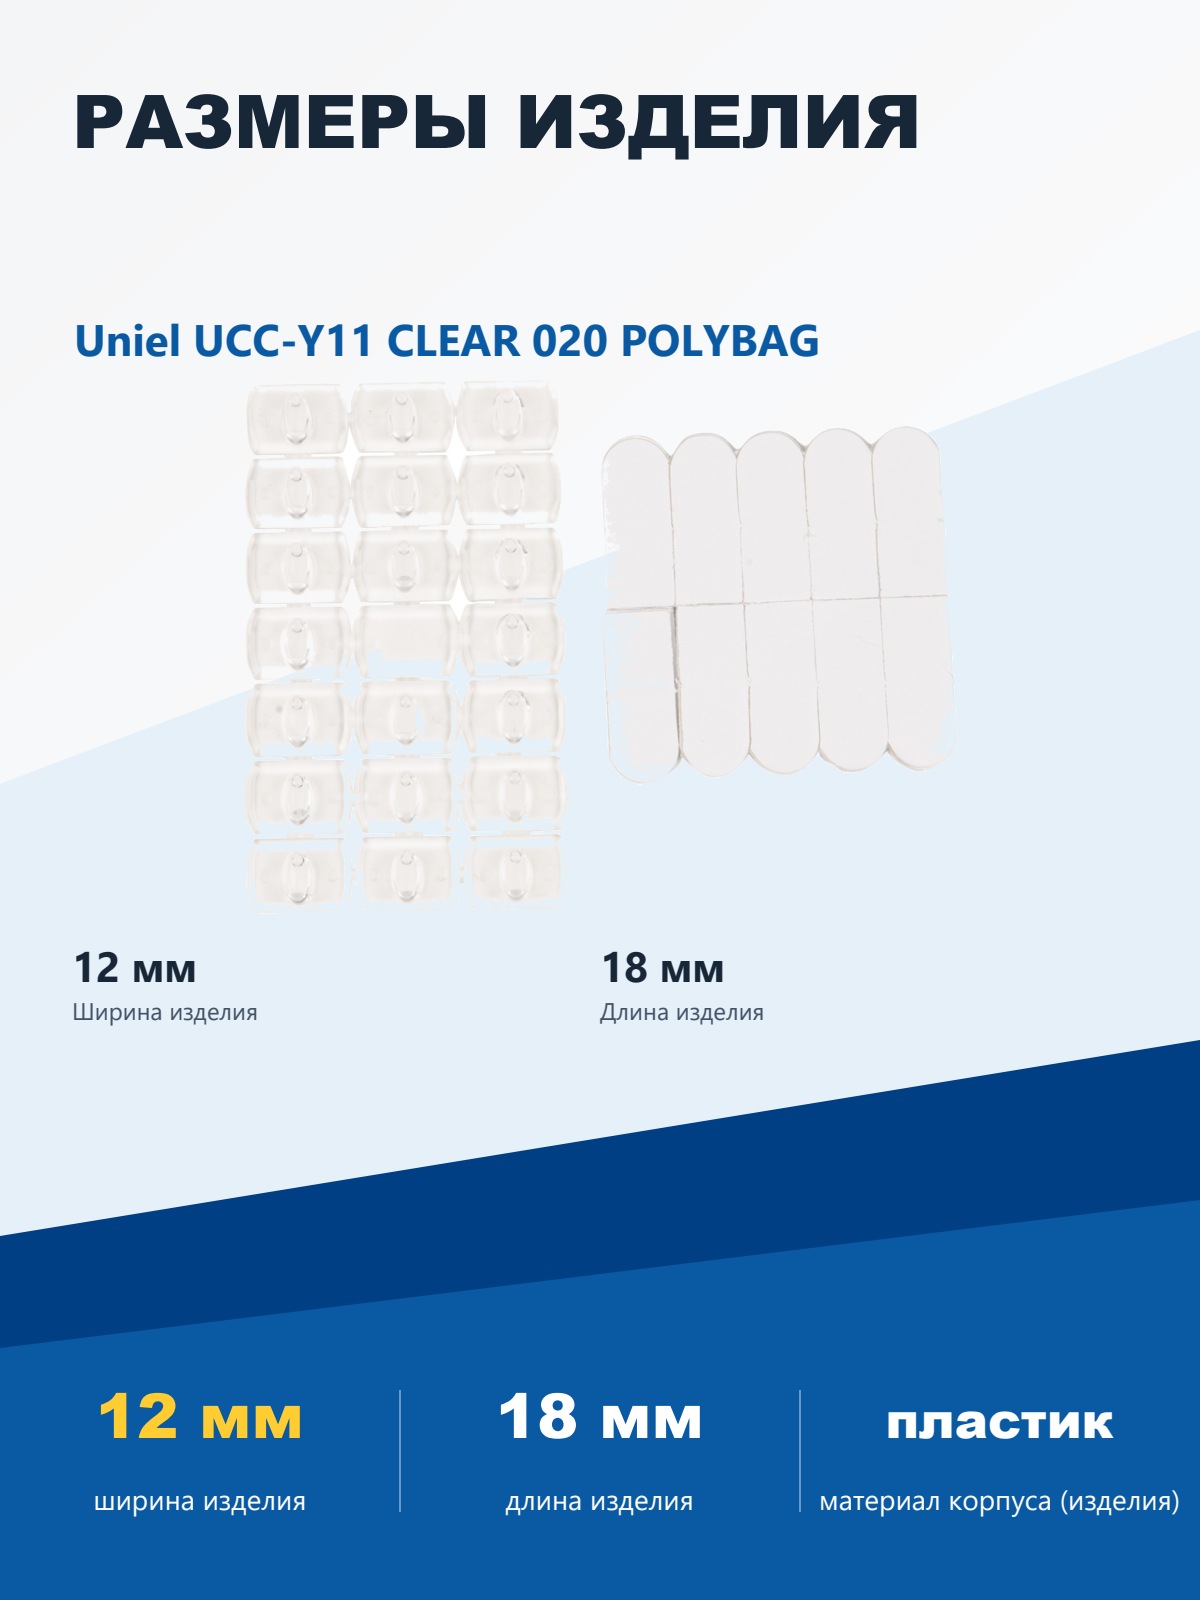 РАЗМЕРЫ ИЗДЕЛИЯ
Uniel UCC-Y11 CLEAR 020 POLYBAG
12 мм
Ширина изделия
18 мм
Длина изделия
12 мм
ширина изделия
18 мм
длина изделия
пластик
материал корпуса (изделия)